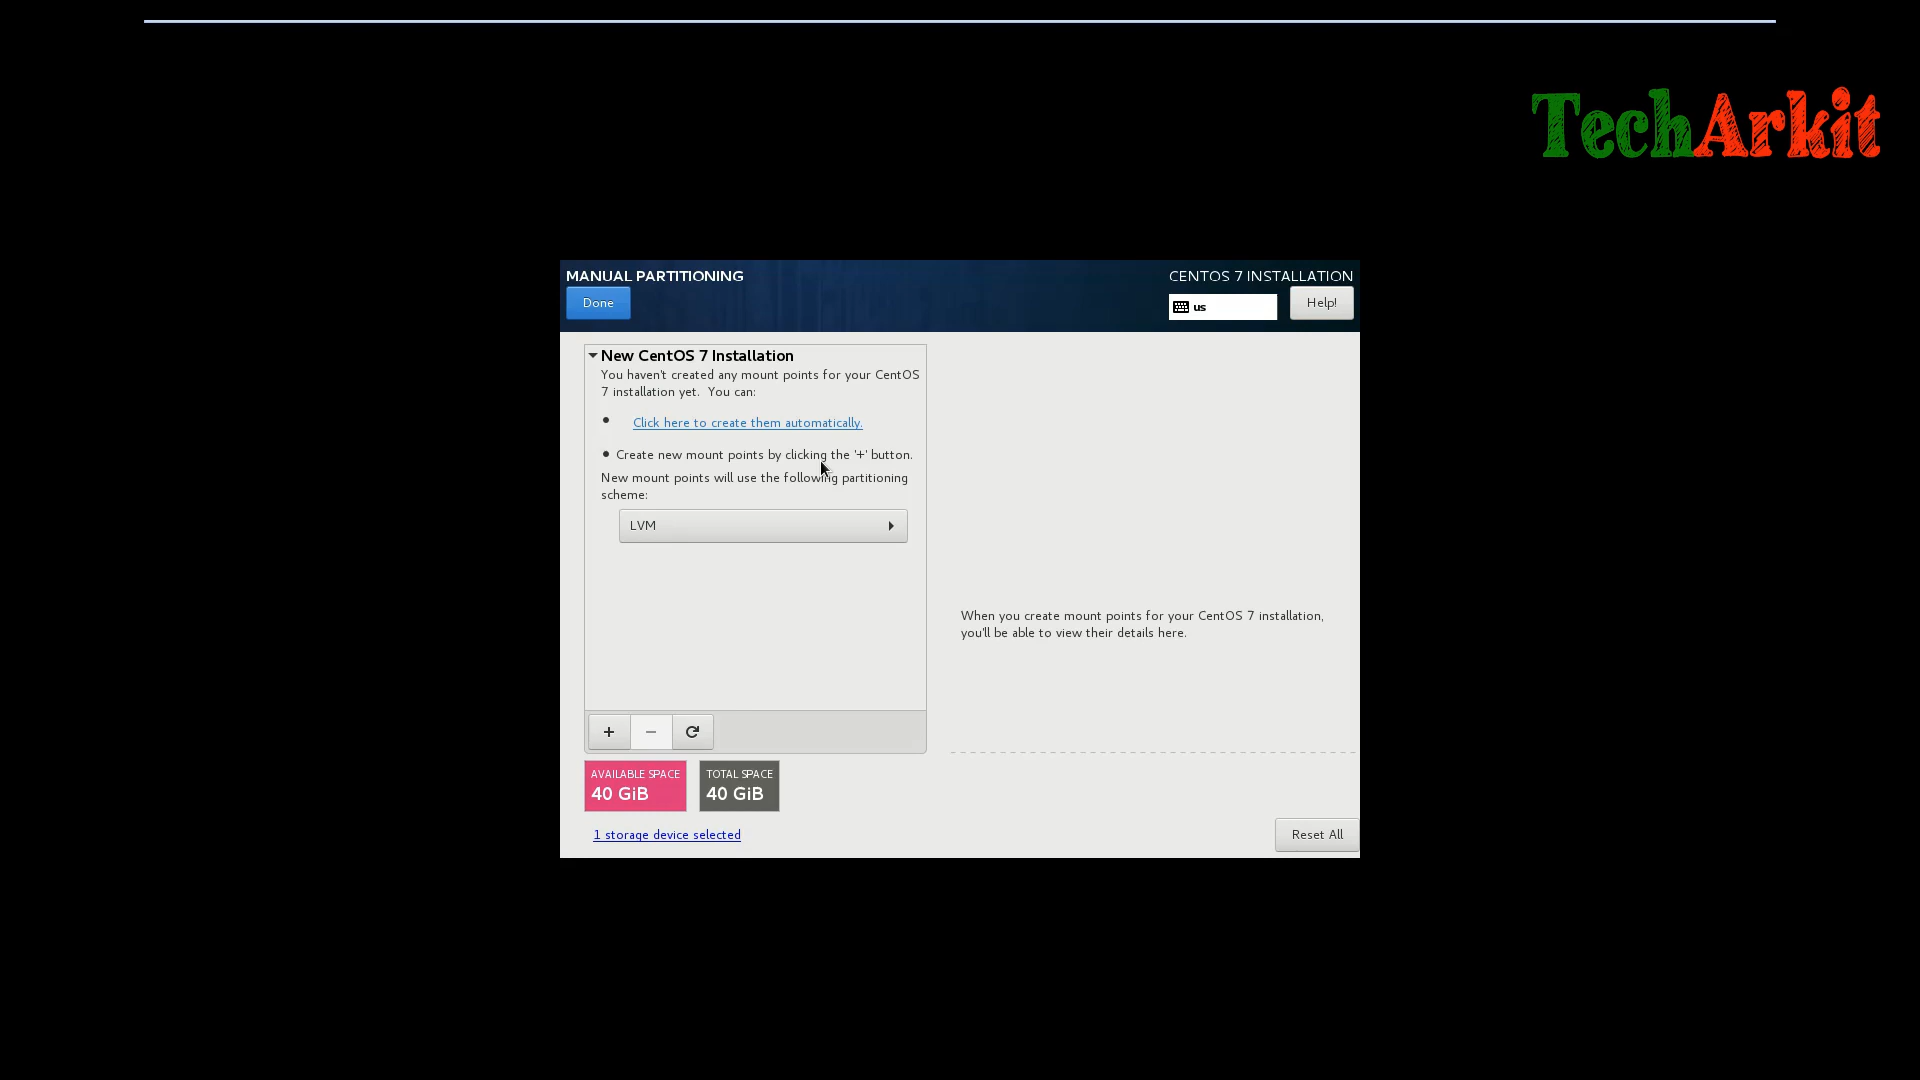 TechArkit
MANUAL PARTITIONING
CENTOS 7 INSTALLATION
Done
us
Help!
New CentOS 7 Installation
You haven't created any mount points for your CentOS
7 installation yet. You can:
• Click here to create them automatically.
• Create new mount points by clicking the '+' button.
New mount points will use the following partitioning
scheme:
LVM
When you create mount points for your CentOS 7 installation,
you'll be able to view their details here.
+ −
AVAILABLE SPACE
40 GiB
TOTAL SPACE
40 GiB
1 storage device selected
Reset All